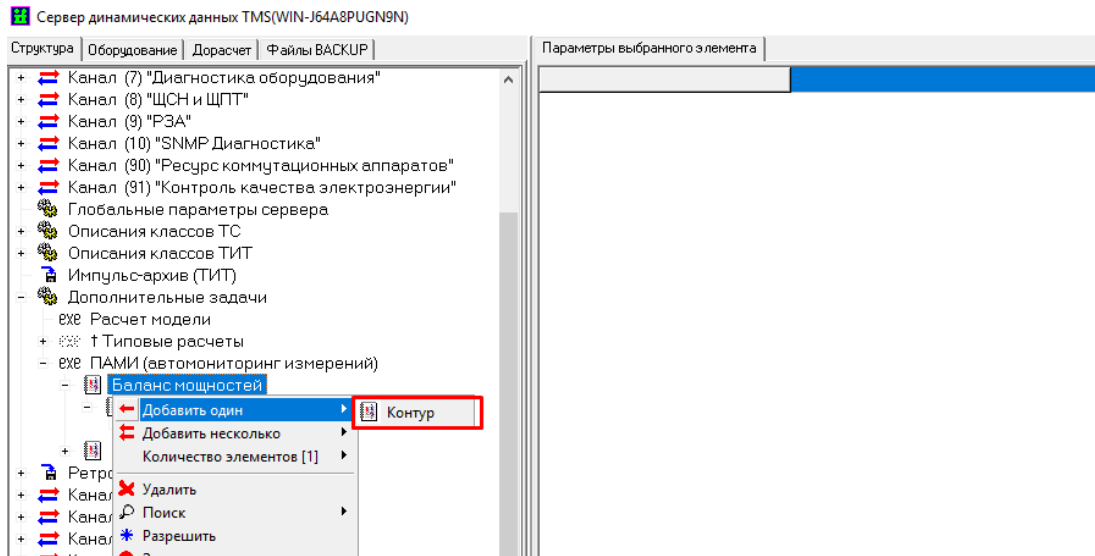 Сервер динамических данных TMS(WIN-J64A8PUGN9N)
Структура Оборудование Дорасчет Файлы BACKUP
Параметры выбранного элемента
Канал (7) "Диагностика оборудования"
Канал (8) "ЩСН и ЩПТ"
Канал (9) "РЗА"
Канал (10) "SNMP Диагностика"
Канал (90) "Ресурс коммутационных аппаратов"
Канал (91) "Контроль качества электроэнергии"
Глобальные параметры сервера
Описания классов ТС
Описания классов ТИТ
Импульс-архив (ТИТ)
Дополнительные задачи
exe Расчет модели
exe † Типовые расчеты
exe ПАМИ (автомониторинг измерений)
Баланс мощностей
Добавить один
Контур
Добавить несколько
Количество элементов [1]
Ретро
Удалить
Канал
Поиск
Канал
Разрешить
Канал